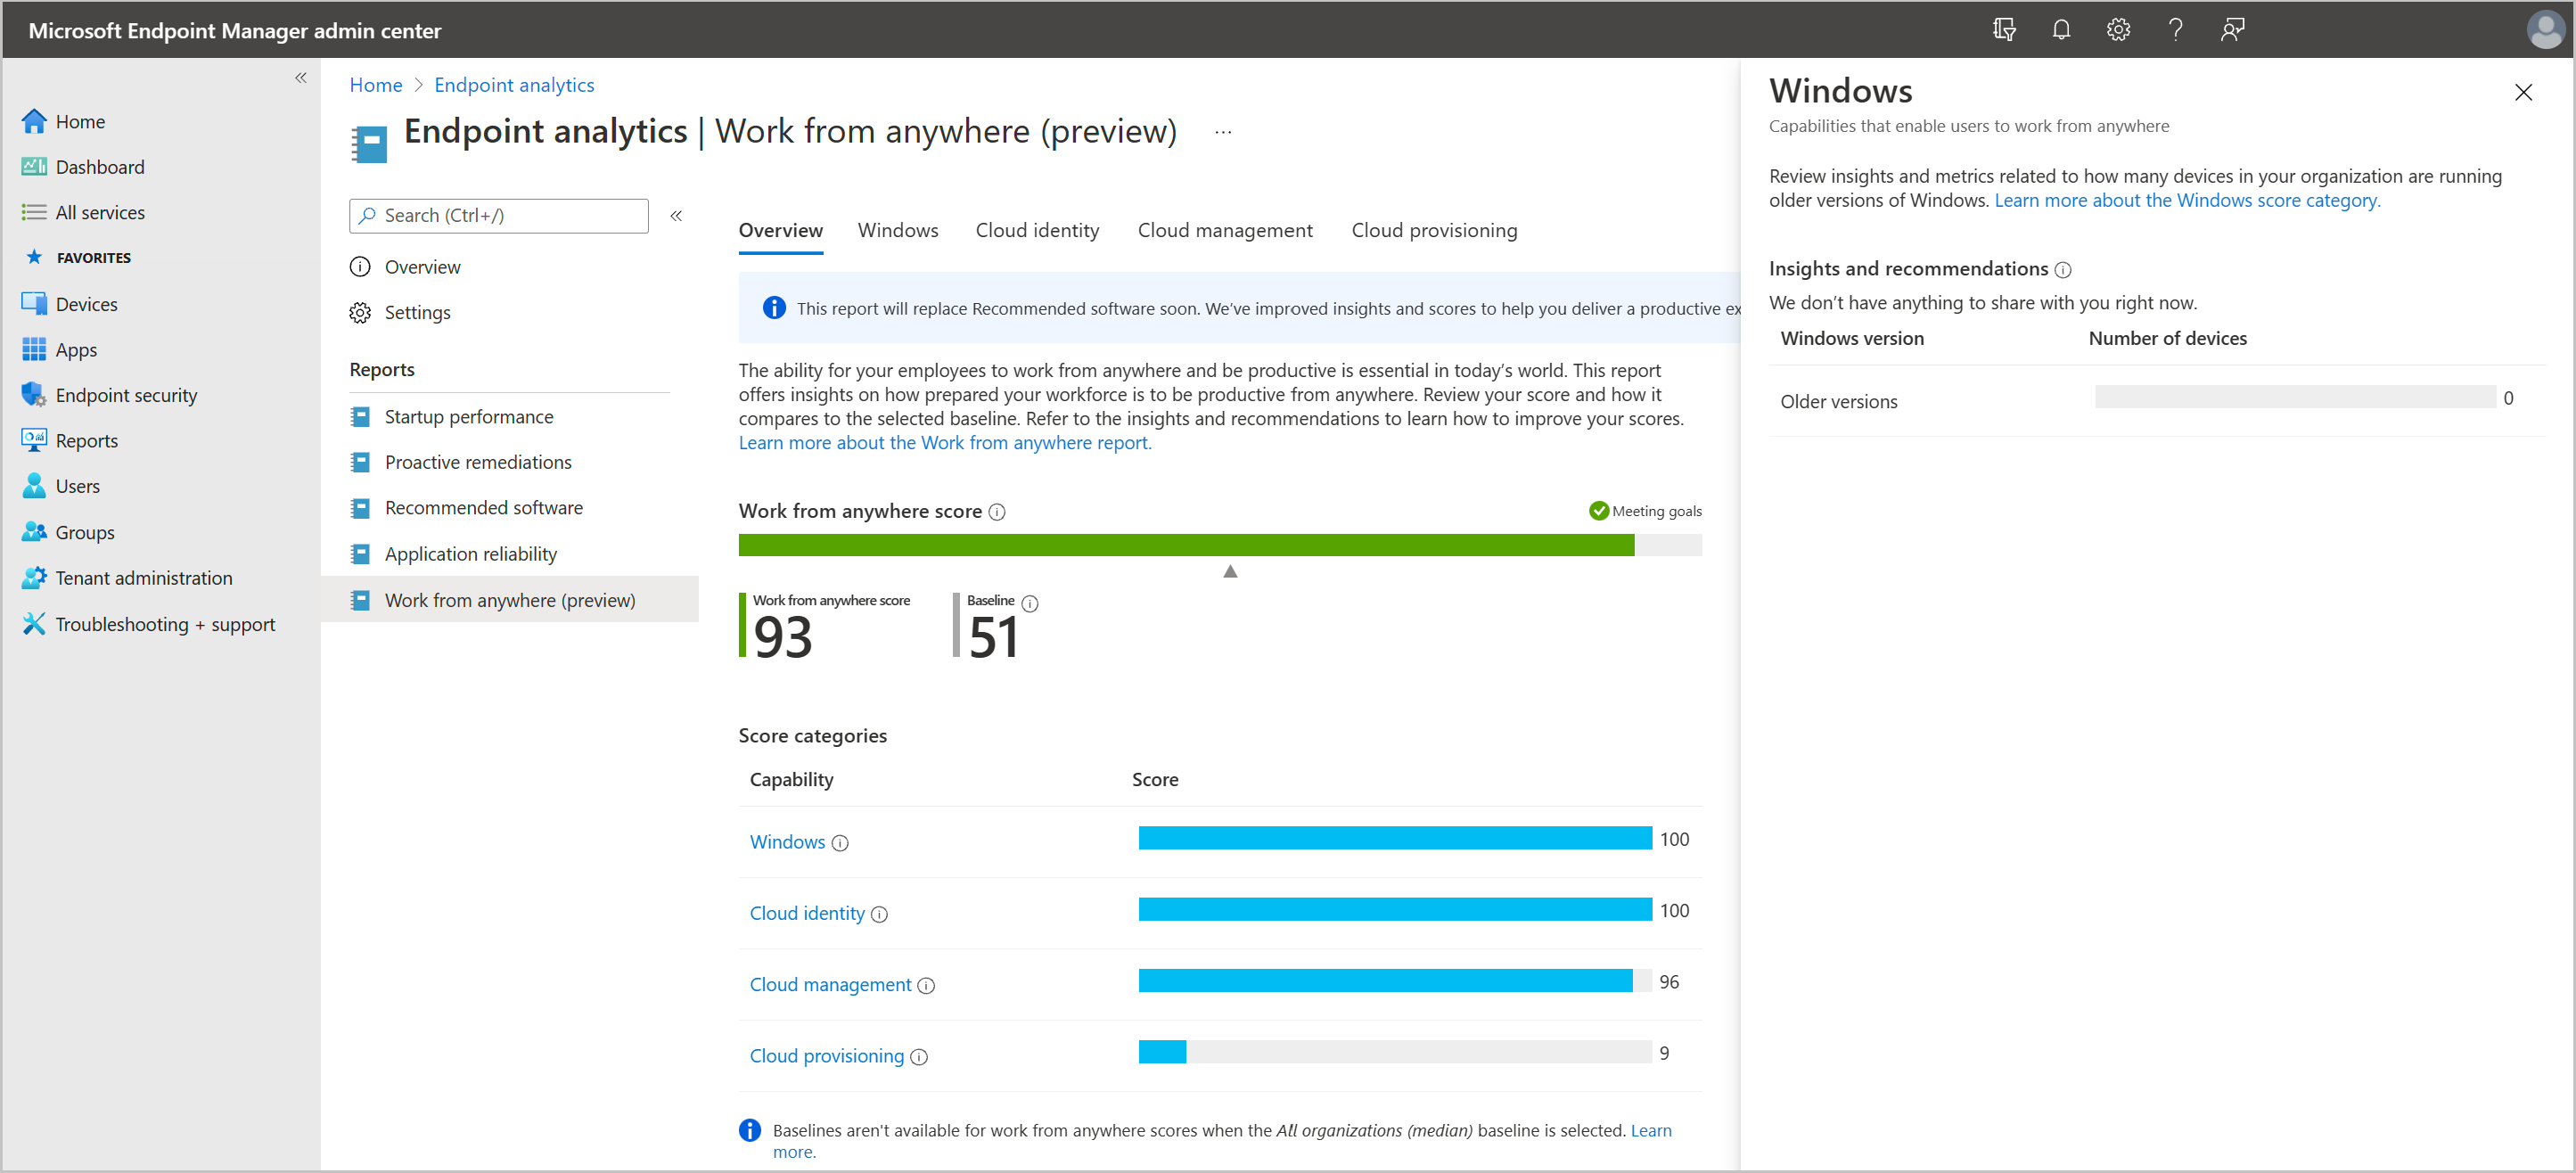 Microsoft Endpoint Manager admin center
Home
Dashboard
All services
FAVORITES
Devices
Apps
Endpoint security
Reports
Users
Groups
Tenant administration
Troubleshooting + support
Home > Endpoint analytics
Endpoint analytics | Work from anywhere (preview) ...
Search (Ctrl+/)
Overview
Settings
Reports
Startup performance
Proactive remediations
Recommended software
Application reliability
Work from anywhere (preview)
Overview Windows Cloud identity Cloud management Cloud provisioning
This report will replace Recommended software soon. We’ve improved insights and scores to help you deliver a productive ex
The ability for your employees to work from anywhere and be productive is essential in today’s world. This report
offers insights on how prepared your workforce is to be productive from anywhere. Review your score and how it
compares to the selected baseline. Refer to the insights and recommendations to learn how to improve your scores.
Learn more about the Work from anywhere report.
Work from anywhere score
Meeting goals
Work from anywhere score
93
Baseline
51
Score categories
Capability Score
Windows 100
Cloud identity 100
Cloud management 96
Cloud provisioning 9
Baselines aren't available for work from anywhere scores when the All organizations (median) baseline is selected. Learn
more.
Windows
Capabilities that enable users to work from anywhere
Review insights and metrics related to how many devices in your organization are running
older versions of Windows. Learn more about the Windows score category.
Insights and recommendations
We don’t have anything to share with you right now.
Windows version Number of devices
Older versions 0